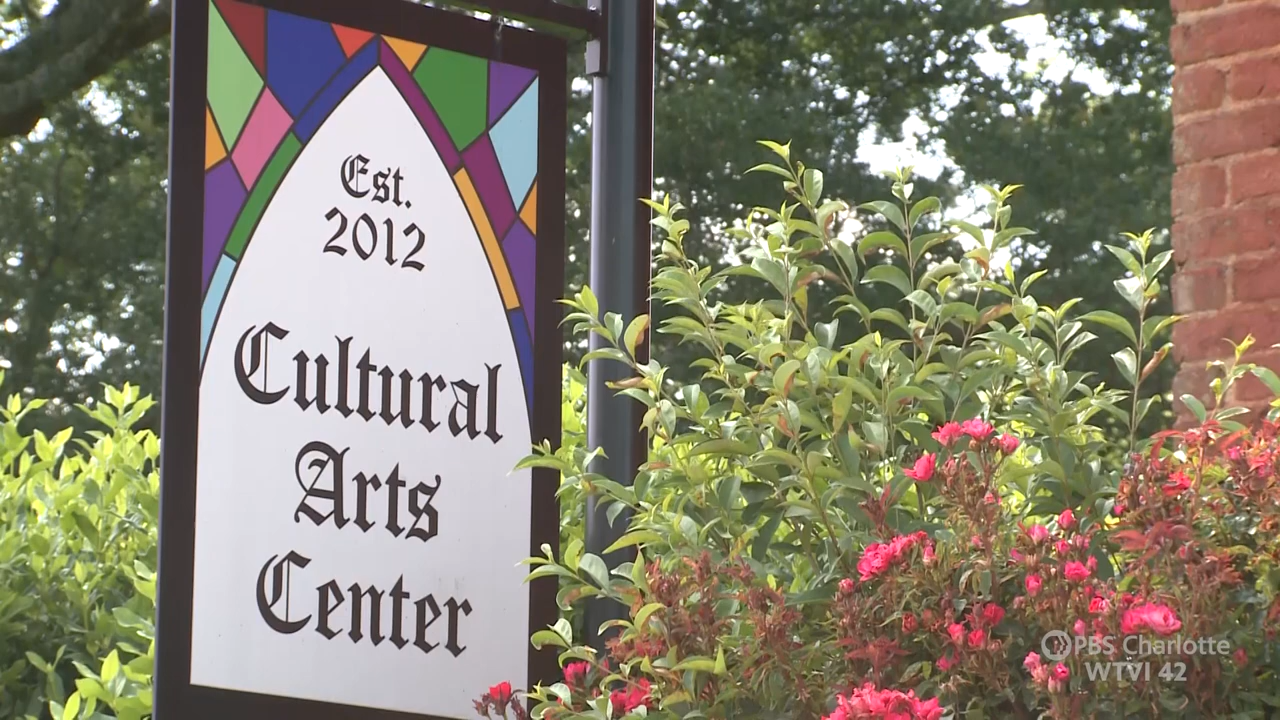 Est.
2012
Cultural
Arts
Center
PBS Charlotte
WTVI 42